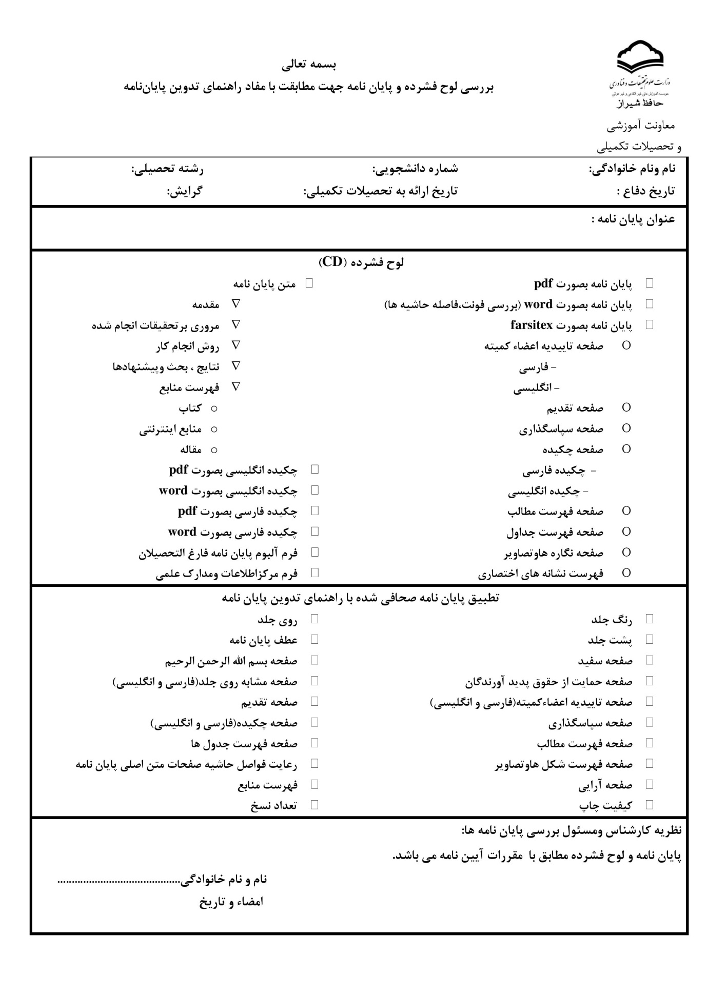 بسمه تعالی
بررسی لوح فشرده و پایان نامه جهت مطابقت با مفاد راهنمای تدوین پایان‌نامه
وزارت علوم تحقیقات و فناوری
موسسه آموزش عالی غیر انتفاعی و غیر دولتی
حافظ شیراز
معاونت آموزشی
و تحصیلات تکمیلی
نام ونام خانوادگی: شماره دانشجویی: رشته تحصیلی:
تاریخ دفاع : تاریخ ارائه به تحصیلات تکمیلی: گرایش:
عنوان پایان نامه :
لوح فشرده (CD)
□ پایان نامه بصورت pdf
□ پایان نامه بصورت word (بررسی فونت،فاصله حاشیه ها)
□ پایان نامه بصورت farsitex
O صفحه تاییدیه اعضاء کمیته
– فارسی
– انگلیسی
O صفحه تقدیم
O صفحه سپاسگذاری
O صفحه چکیده
– چکیده فارسی
– چکیده انگلیسی
O صفحه فهرست مطالب
O صفحه فهرست جداول
O صفحه نگاره هاوتصاویر
O فهرست نشانه های اختصاری
□ متن پایان نامه
∇ مقدمه
∇ مروری برتحقیقات انجام شده
∇ روش انجام کار
∇ نتایج ، بحث وپیشنهادها
∇ فهرست منابع
o کتاب
o منابع اینترنتی
o مقاله
□ چکیده انگلیسی بصورت pdf
□ چکیده انگلیسی بصورت word
□ چکیده فارسی بصورت pdf
□ چکیده فارسی بصورت word
□ فرم آلبوم پایان نامه فارغ التحصیلان
□ فرم مرکزاطلاعات ومدارک علمی
تطبیق پایان نامه صحافی شده با راهنمای تدوین پایان نامه
□ رنگ جلد □ روی جلد
□ پشت جلد □ عطف پایان نامه
□ صفحه سفید □ صفحه بسم الله الرحمن الرحیم
□ صفحه حمایت از حقوق پدید آورندگان □ صفحه مشابه روی جلد(فارسی و انگلیسی)
□ صفحه تاییدیه اعضاءکمیته(فارسی و انگلیسی) □ صفحه تقدیم
□ صفحه سپاسگذاری □ صفحه چکیده(فارسی و انگلیسی)
□ صفحه فهرست مطالب □ صفحه فهرست جدول ها
□ صفحه فهرست شکل هاوتصاویر □ رعایت فواصل حاشیه صفحات متن اصلی پایان نامه
□ صفحه آرایی □ فهرست منابع
□ کیفیت چاپ □ تعداد نسخ
نظریه کارشناس ومسئول بررسی پایان نامه ها:
پایان نامه و لوح فشرده مطابق با مقررات آیین نامه می باشد.
نام و نام خانوادگی...........................................
امضاء و تاریخ